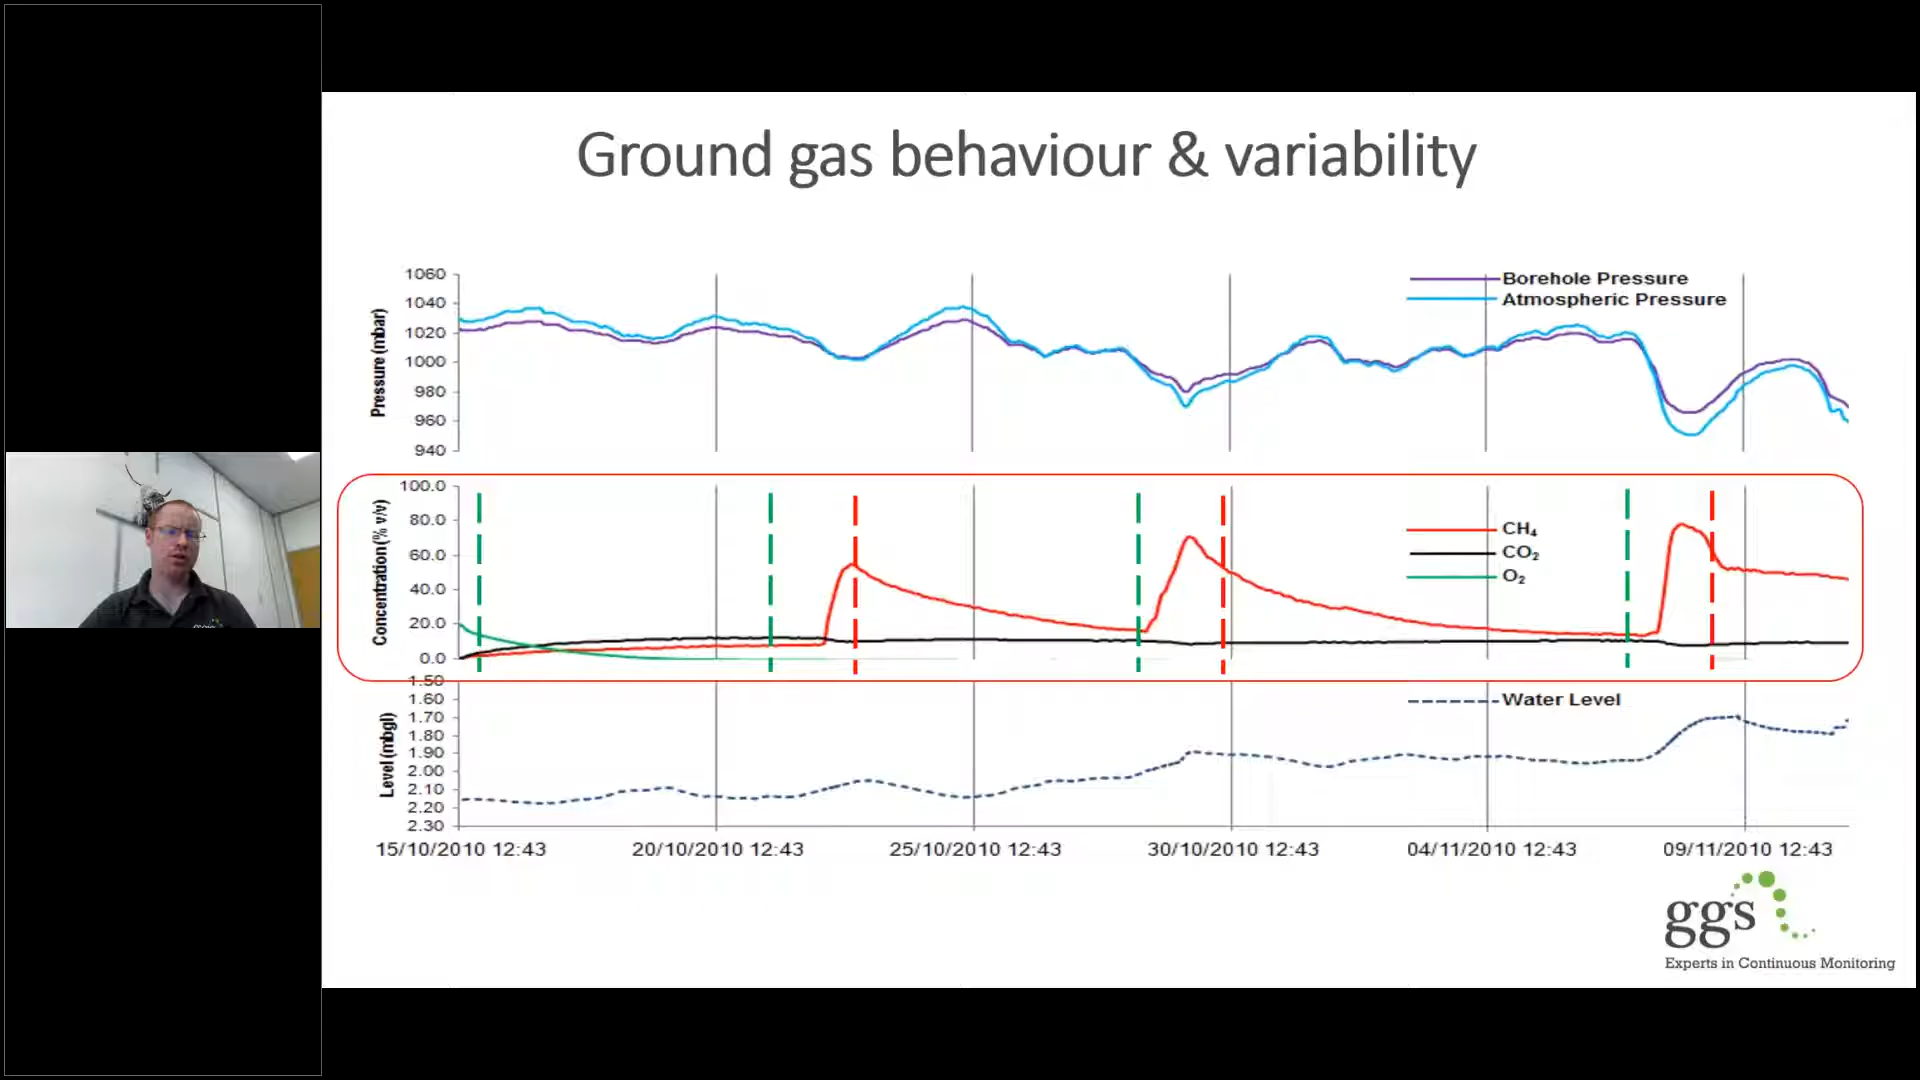 Ground gas behaviour & variability
Pressure (mbar)
1060
1040
1020
1000
980
960
940
Borehole Pressure
Atmospheric Pressure
Concentration (% v/v)
100.0
80.0
60.0
40.0
20.0
0.0
CH₄
CO₂
O₂
Level (mbgl)
1.50
1.60
1.70
1.80
1.90
2.00
2.10
2.20
2.30
Water Level
15/10/2010 12:43 20/10/2010 12:43 25/10/2010 12:43 30/10/2010 12:43 04/11/2010 12:43 09/11/2010 12:43
ggs
Experts in Continuous Monitoring